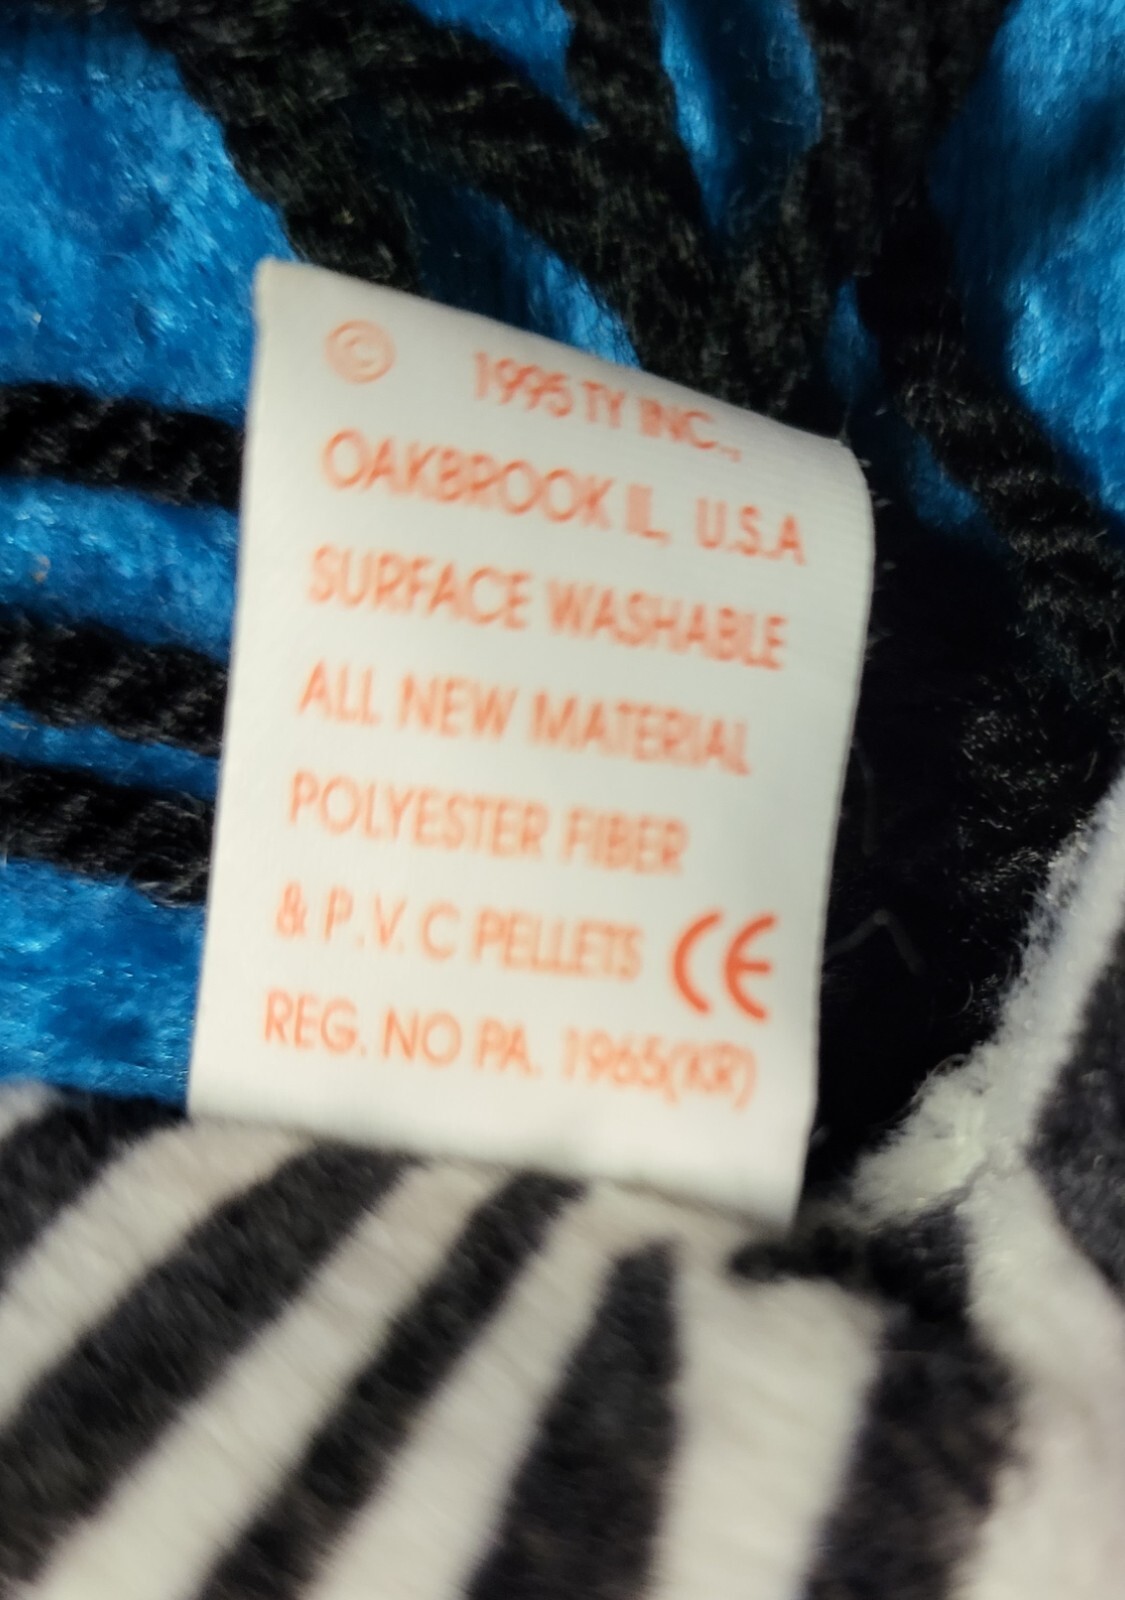 © 1995 TY INC.,
OAKBROOK IL, U.S.A
SURFACE WASHABLE
ALL NEW MATERIAL
POLYESTER FIBER
& P.V.C PELLETS CE
REG. NO PA. 1965(KR)